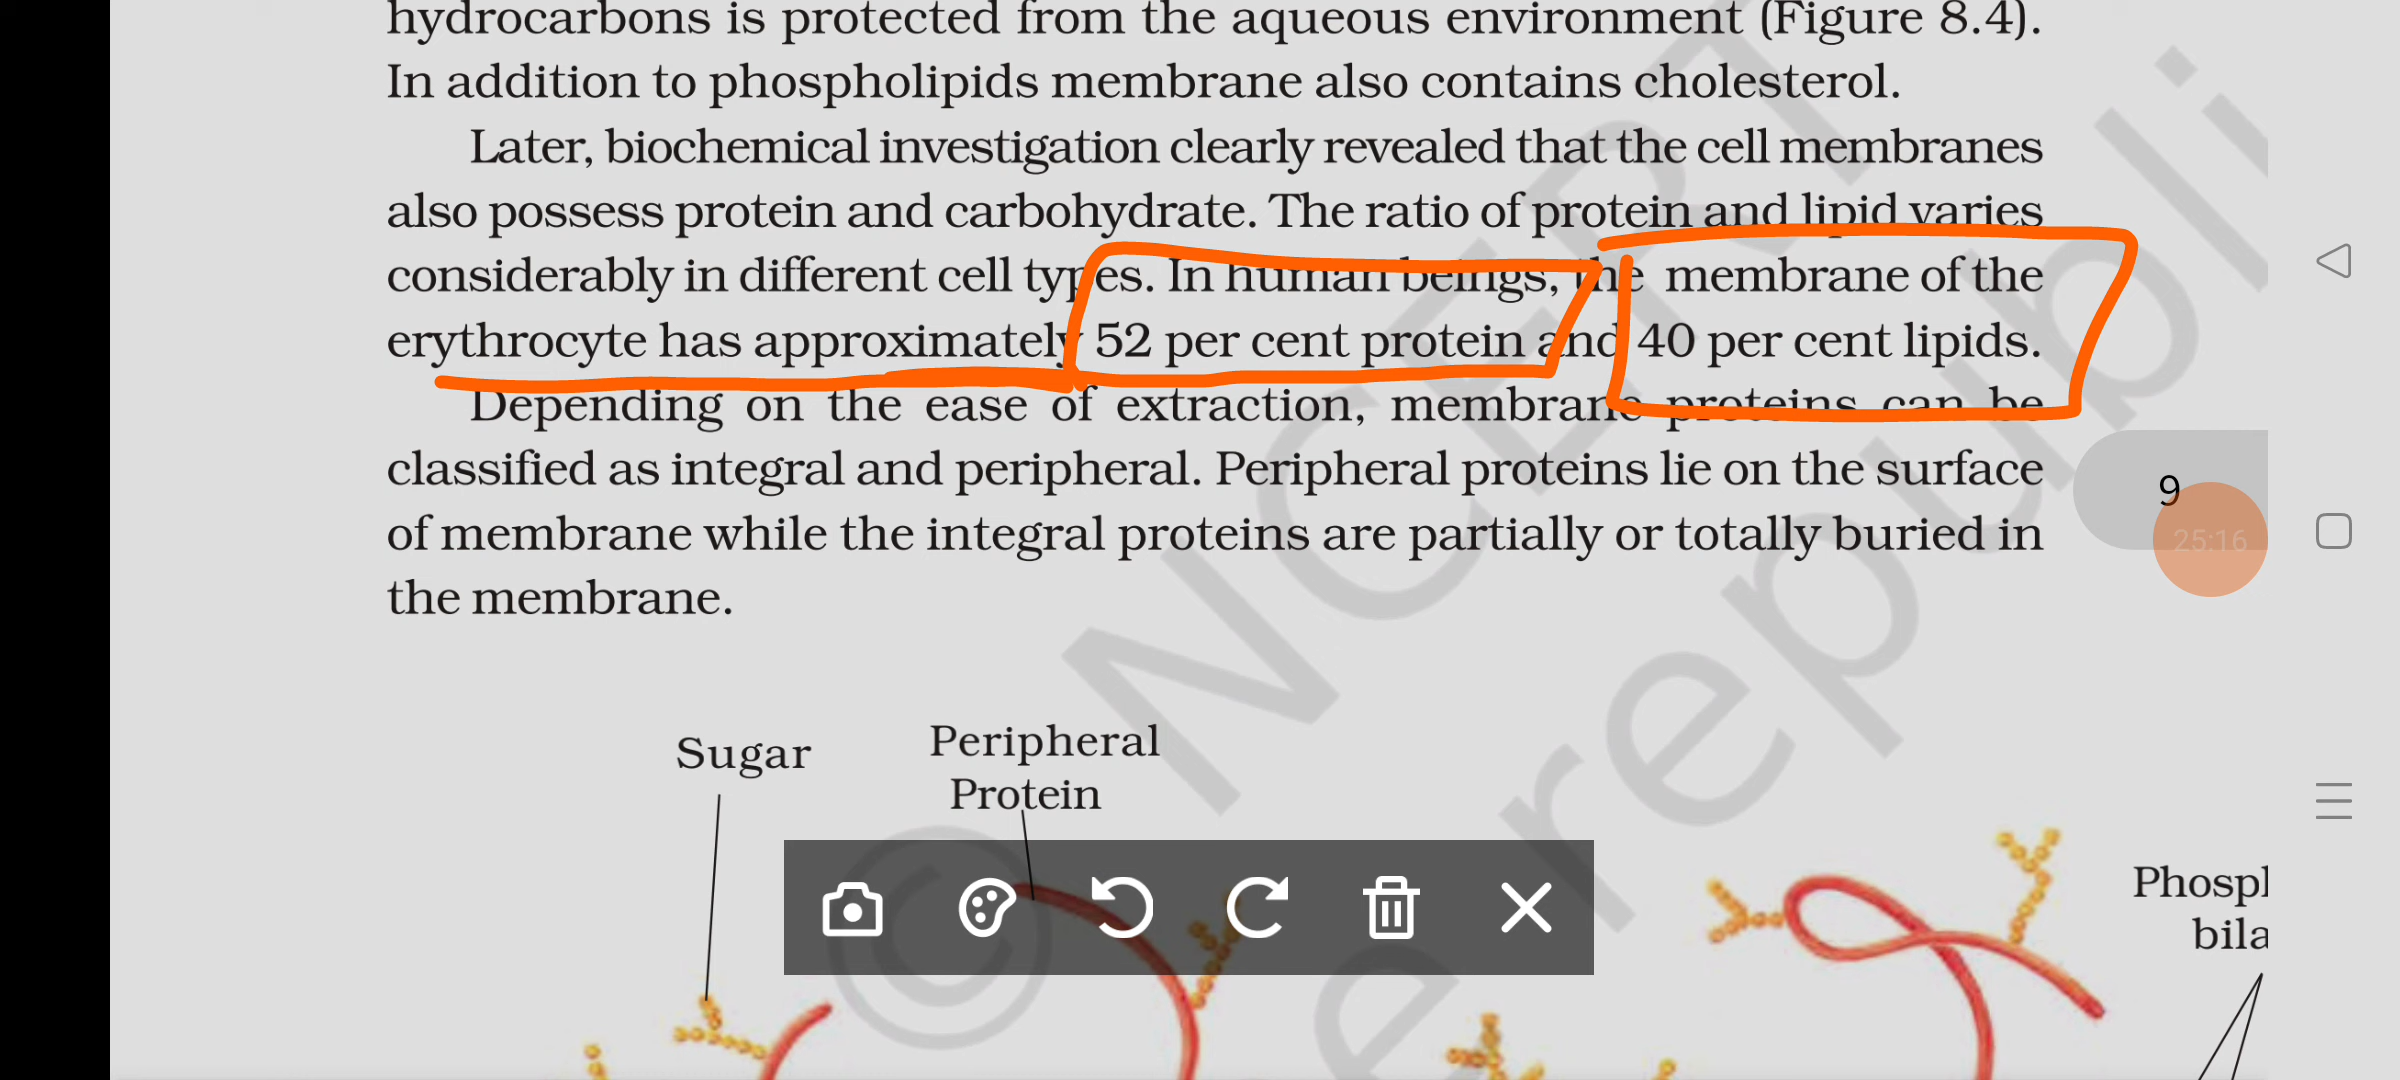 hydrocarbons is protected from the aqueous environment (Figure 8.4).
In addition to phospholipids membrane also contains cholesterol.
Later, biochemical investigation clearly revealed that the cell membranes
also possess protein and carbohydrate. The ratio of protein and lipid varies
considerably in different cell types. In human beings, the membrane of the
erythrocyte has approximately 52 per cent protein and 40 per cent lipids.
Depending on the ease of extraction, membrane proteins can be
classified as integral and peripheral. Peripheral proteins lie on the surface
of membrane while the integral proteins are partially or totally buried in
the membrane.
9
25:16
Sugar
Peripheral
Protein
Phosph
bila
© NCERT
e republi